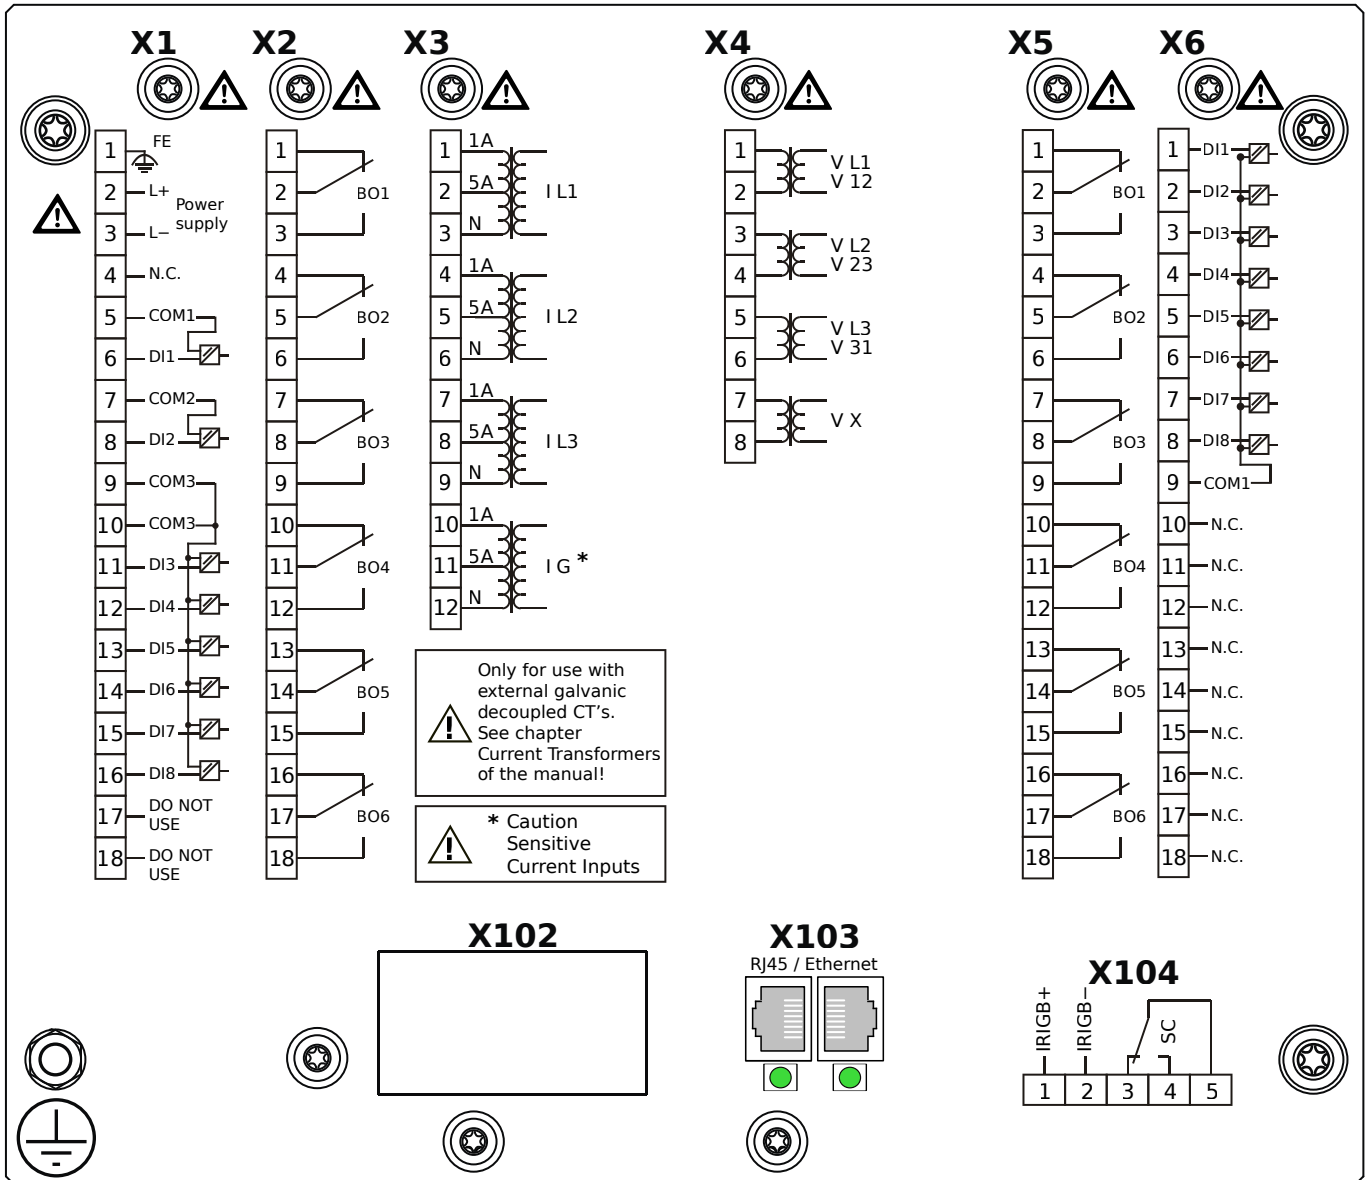 X1 X2 X3 X4 X5 X6
1 FE
2 L+
Power
supply
3 L−
4 N.C.
5 COM1
6 DI1
7 COM2
8 DI2
9 COM3
10 COM3
11 DI3
12 DI4
13 DI5
14 DI6
15 DI7
16 DI8
17 DO NOT
USE
18 DO NOT
USE
1
2 BO1
3
4
5 BO2
6
7
8 BO3
9
10
11 BO4
12
13
14 BO5
15
16
17 BO6
18
1 1A
2 5A I L1
3 N
4 1A
5 5A I L2
6 N
7 1A
8 5A I L3
9 N
10 1A
11 5A I G *
12 N
Only for use with
external galvanic
decoupled CT's.
See chapter
Current Transformers
of the manual!
* Caution
Sensitive
Current Inputs
1 V L1
2 V 12
3 V L2
4 V 23
5 V L3
6 V 31
7 V X
8
1
2 BO1
3
4
5 BO2
6
7
8 BO3
9
10
11 BO4
12
13
14 BO5
15
16
17 BO6
18
1 DI1
2 DI2
3 DI3
4 DI4
5 DI5
6 DI6
7 DI7
8 DI8
9 COM1
10 N.C.
11 N.C.
12 N.C.
13 N.C.
14 N.C.
15 N.C.
16 N.C.
17 N.C.
18 N.C.
X102
X103
RJ45 / Ethernet
X104
IRIGB+
IRIGB−
SC
1 2 3 4 5